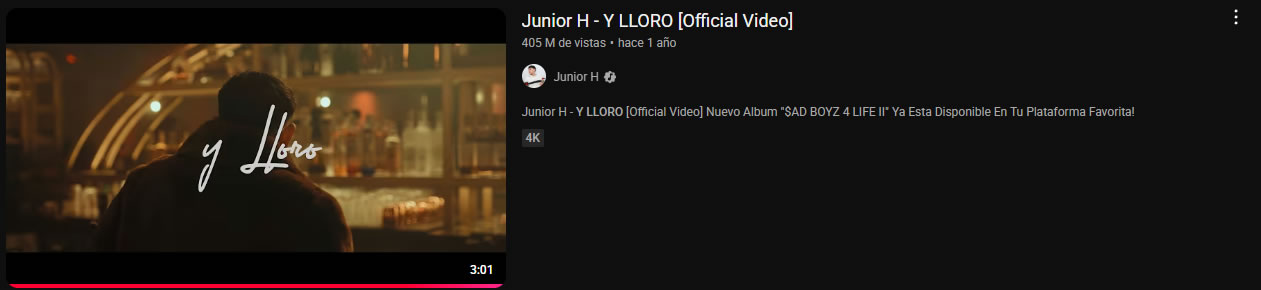 y Lloro
3:01
Junior H - Y LLORO [Official Video]
405 M de vistas • hace 1 año
Junior H
Junior H - Y LLORO [Official Video] Nuevo Album "$AD BOYZ 4 LIFE II" Ya Esta Disponible En Tu Plataforma Favorita!
4K